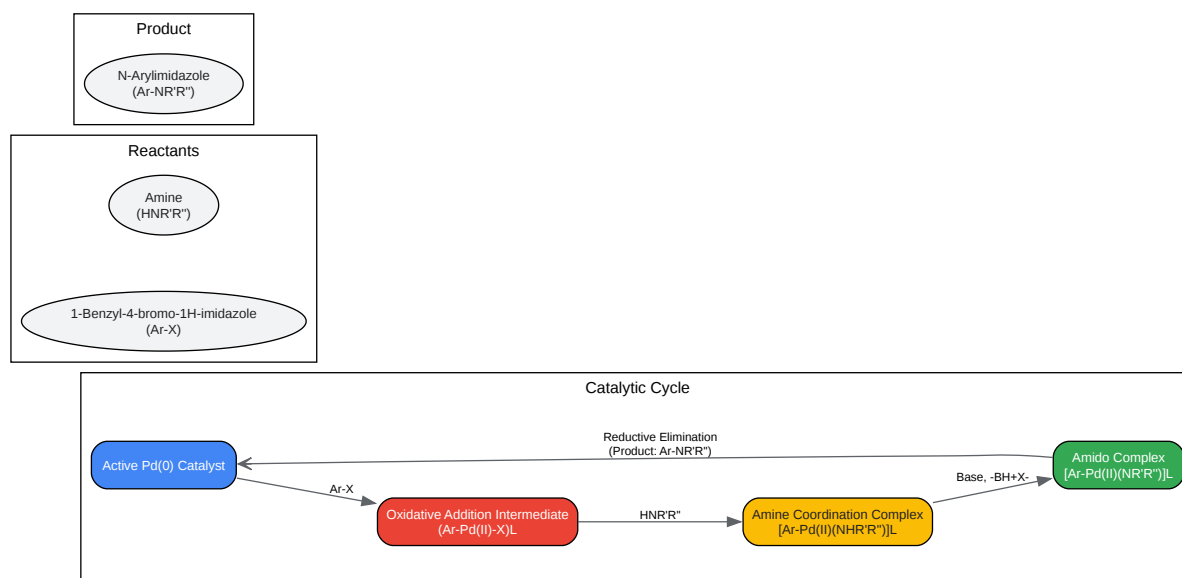 Product
N-Arylimidazole
(Ar-NR'R")
Reactants
Amine
(HNR'R")
1-Benzyl-4-bromo-1H-imidazole
(Ar-X)
Catalytic Cycle
Reductive Elimination
(Product: Ar-NR'R")
Active Pd(0) Catalyst
Ar-X
Oxidative Addition Intermediate
(Ar-Pd(II)-X)L
HNR'R"
Amine Coordination Complex
[Ar-Pd(II)(NHR'R")]L
Base, -BH+X-
Amido Complex
[Ar-Pd(II)(NR'R")]L